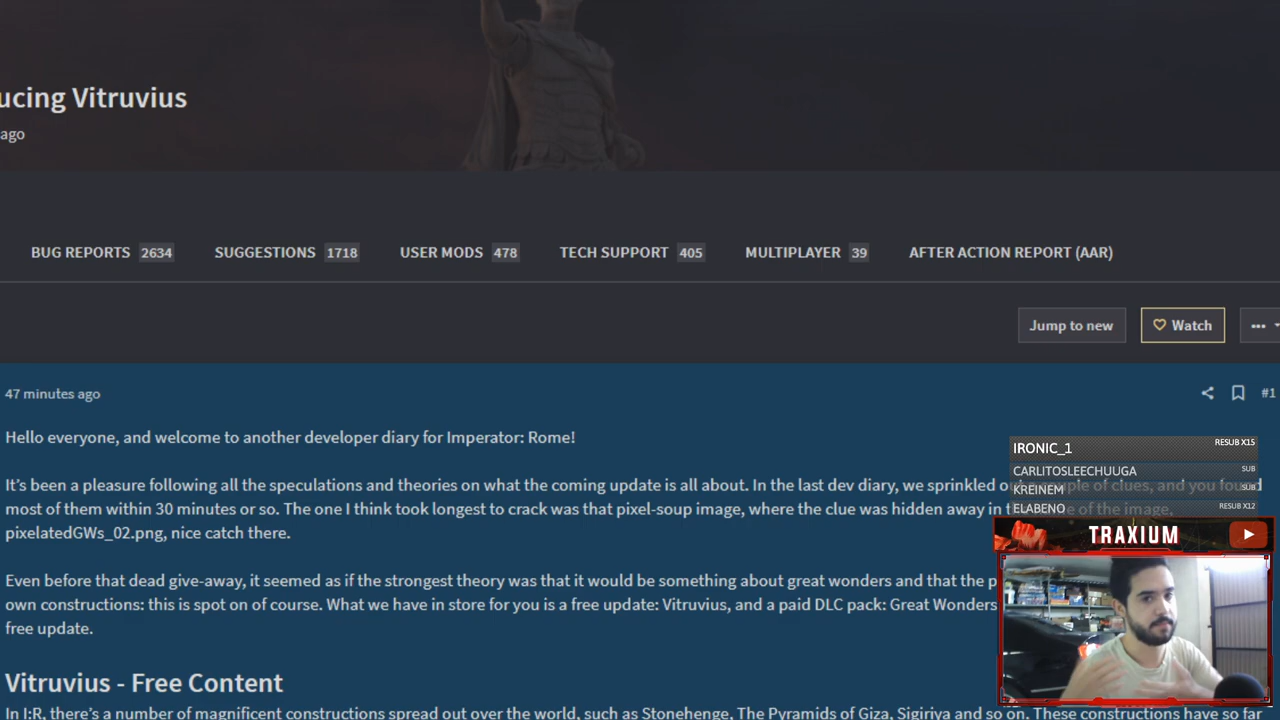 ucing Vitruvius
ago
BUG REPORTS 2634 SUGGESTIONS 1718 USER MODS 478 TECH SUPPORT 405 MULTIPLAYER 39 AFTER ACTION REPORT (AAR)
Jump to new Watch
47 minutes ago #1
Hello everyone, and welcome to another developer diary for Imperator: Rome!
It's been a pleasure following all the speculations and theories on what the coming update is all about. In the last dev diary, we sprinkled of clues, and you found
most of them within 30 minutes or so. The one I think took longest to crack was that pixel-soup image, where the clue was hidden away in of the image,
pixelatedGWs_02.png, nice catch there.
Even before that dead give-away, it seemed as if the strongest theory was that it would be something about great wonders and that the
own constructions: this is spot on of course. What we have in store for you is a free update: Vitruvius, and a paid DLC pack: Great Wonders
free update.
Vitruvius - Free Content
In I:R, there's a number of magnificent constructions spread out over the world, such as Stonehenge, The Pyramids of Giza, Sigiriya and so on. These constructions have so far
IRONIC_1 RESUB X15
CARLITOSLEECHUUGA SUB
KREINEM SUB
ELABENO RESUB X12
TRAXIUM